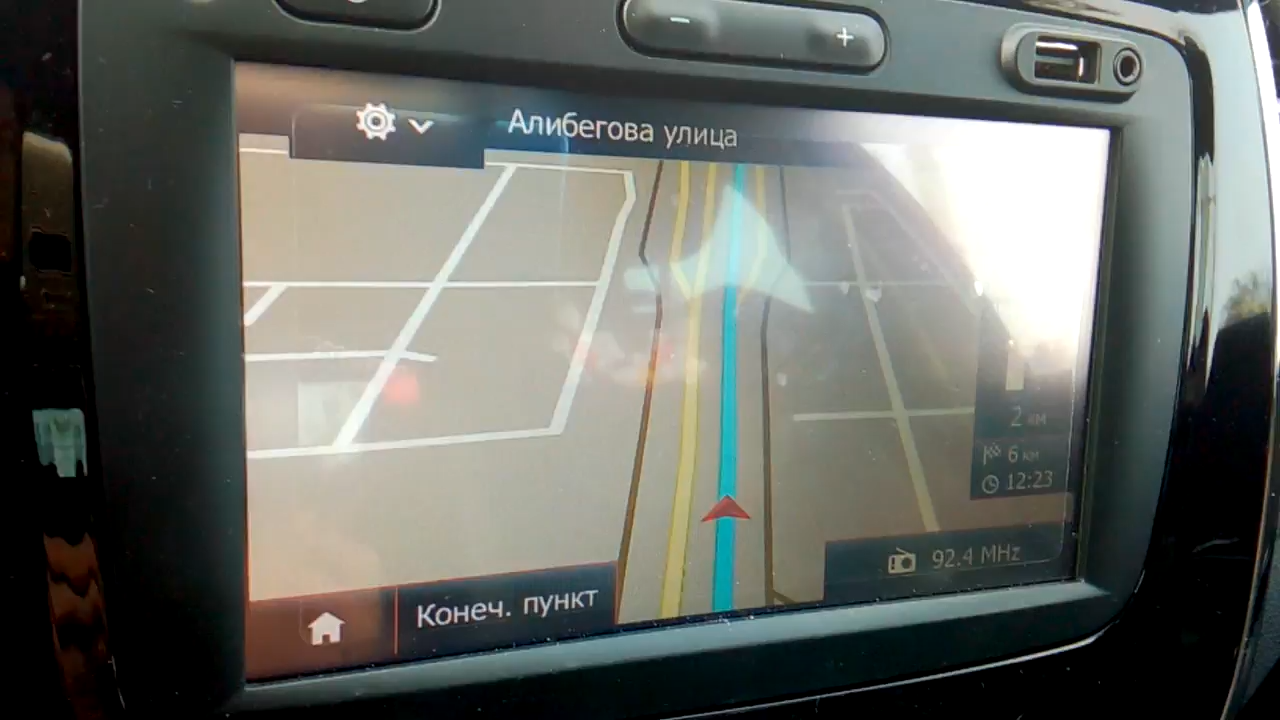 − +
Алибегова улица
2 км
6 км
12:23
92.4 MHz
Конеч. пункт